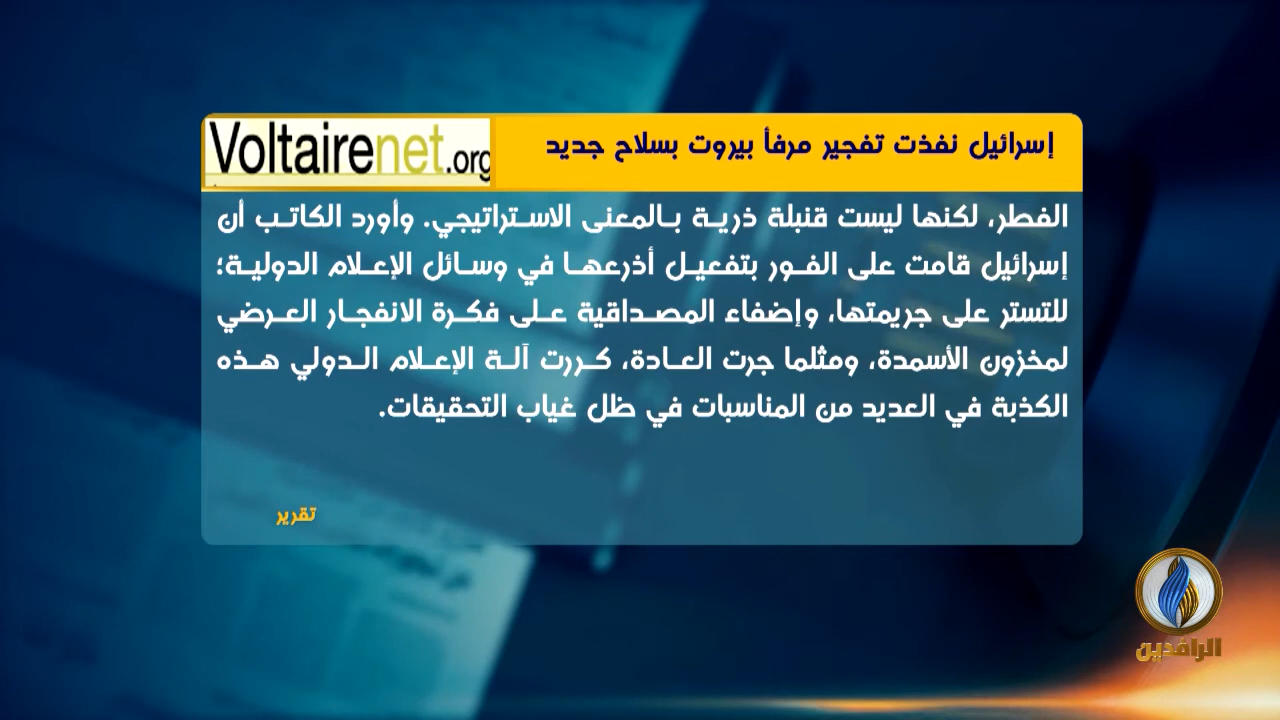 Voltairenet.org
إسرائيل نفذت تفجير مرفأ بيروت بسلاح جديد
الفطر، لكنها ليست قنبلة ذرية بالمعنى الاستراتيجي. وأورد الكاتب أن
إسرائيل قامت على الفور بتفعيل أذرعها في وسائل الإعلام الدولية؛
للتستر على جريمتها، وإضفاء المصداقية على فكرة الانفجار العرضي
لمخزون الأسمدة، ومثلما جرت العادة، كررت آلة الإعلام الدولي هذه
الكذبة في العديد من المناسبات في ظل غياب التحقيقات.
تقرير
الرافدين